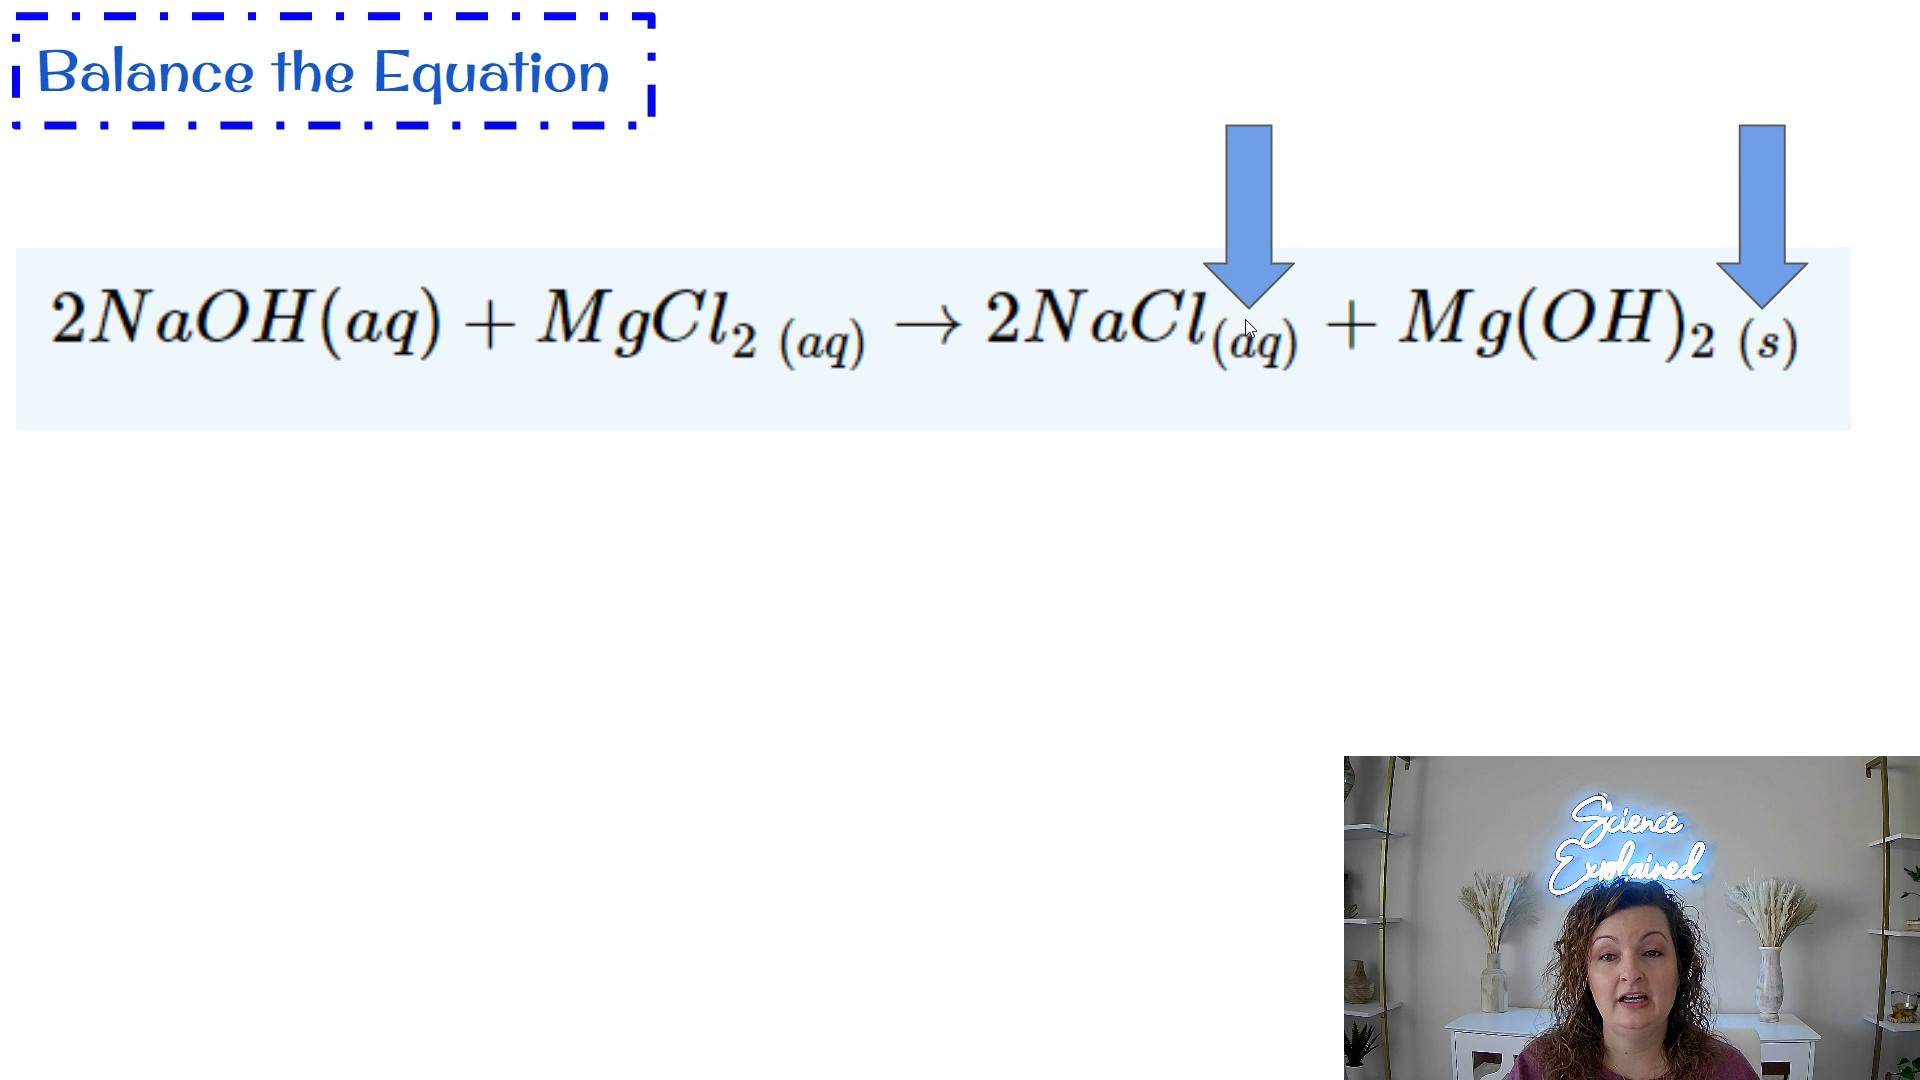 Balance the Equation
2NaOH(aq) + MgCl₂ (aq) → 2NaCl(aq) + Mg(OH)₂ (s)
Science
Explained